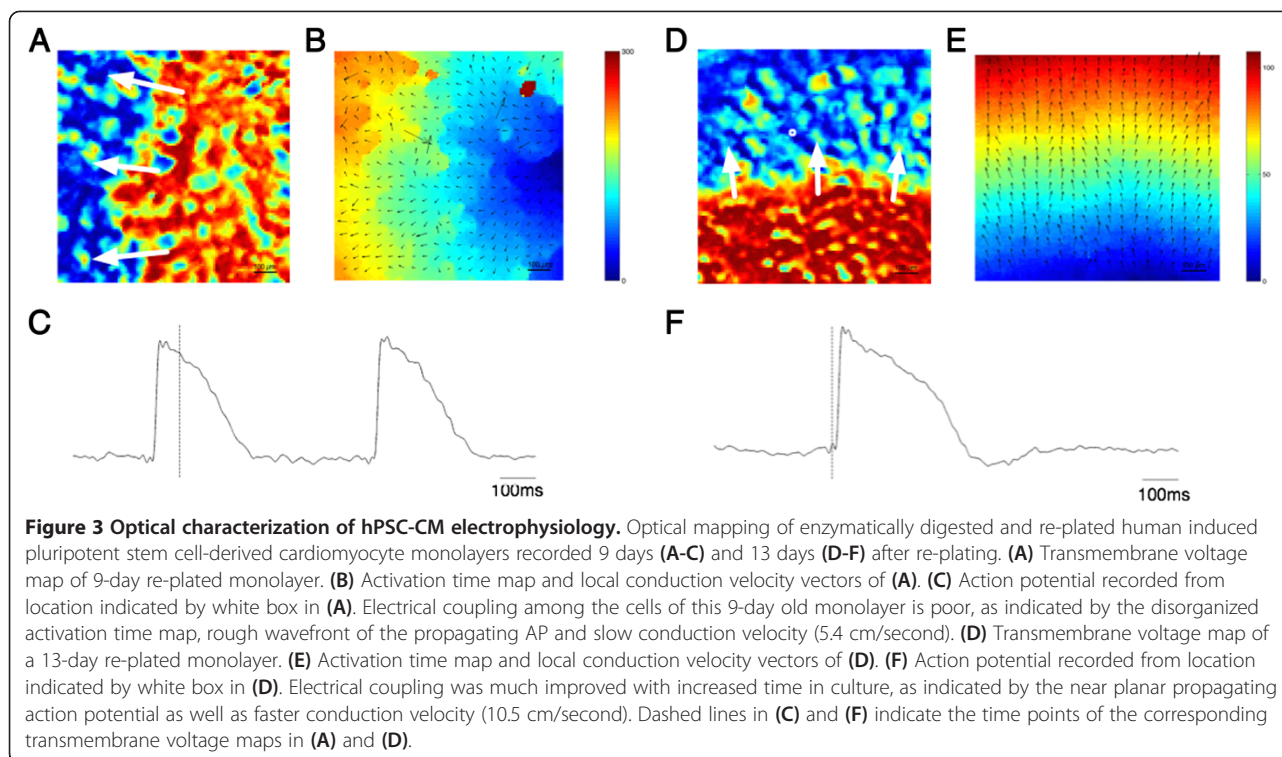 A
B
D
E
300
0
100
50
0
100 µm
100 µm
100 µm
C
F
100ms
100ms
Figure 3 Optical characterization of hPSC-CM electrophysiology. Optical mapping of enzymatically digested and re-plated human induced
pluripotent stem cell-derived cardiomyocyte monolayers recorded 9 days (A-C) and 13 days (D-F) after re-plating. (A) Transmembrane voltage
map of 9-day re-plated monolayer. (B) Activation time map and local conduction velocity vectors of (A). (C) Action potential recorded from
location indicated by white box in (A). Electrical coupling among the cells of this 9-day old monolayer is poor, as indicated by the disorganized
activation time map, rough wavefront of the propagating AP and slow conduction velocity (5.4 cm/second). (D) Transmembrane voltage map of
a 13-day re-plated monolayer. (E) Activation time map and local conduction velocity vectors of (D). (F) Action potential recorded from location
indicated by white box in (D). Electrical coupling was much improved with increased time in culture, as indicated by the near planar propagating
action potential as well as faster conduction velocity (10.5 cm/second). Dashed lines in (C) and (F) indicate the time points of the corresponding
transmembrane voltage maps in (A) and (D).